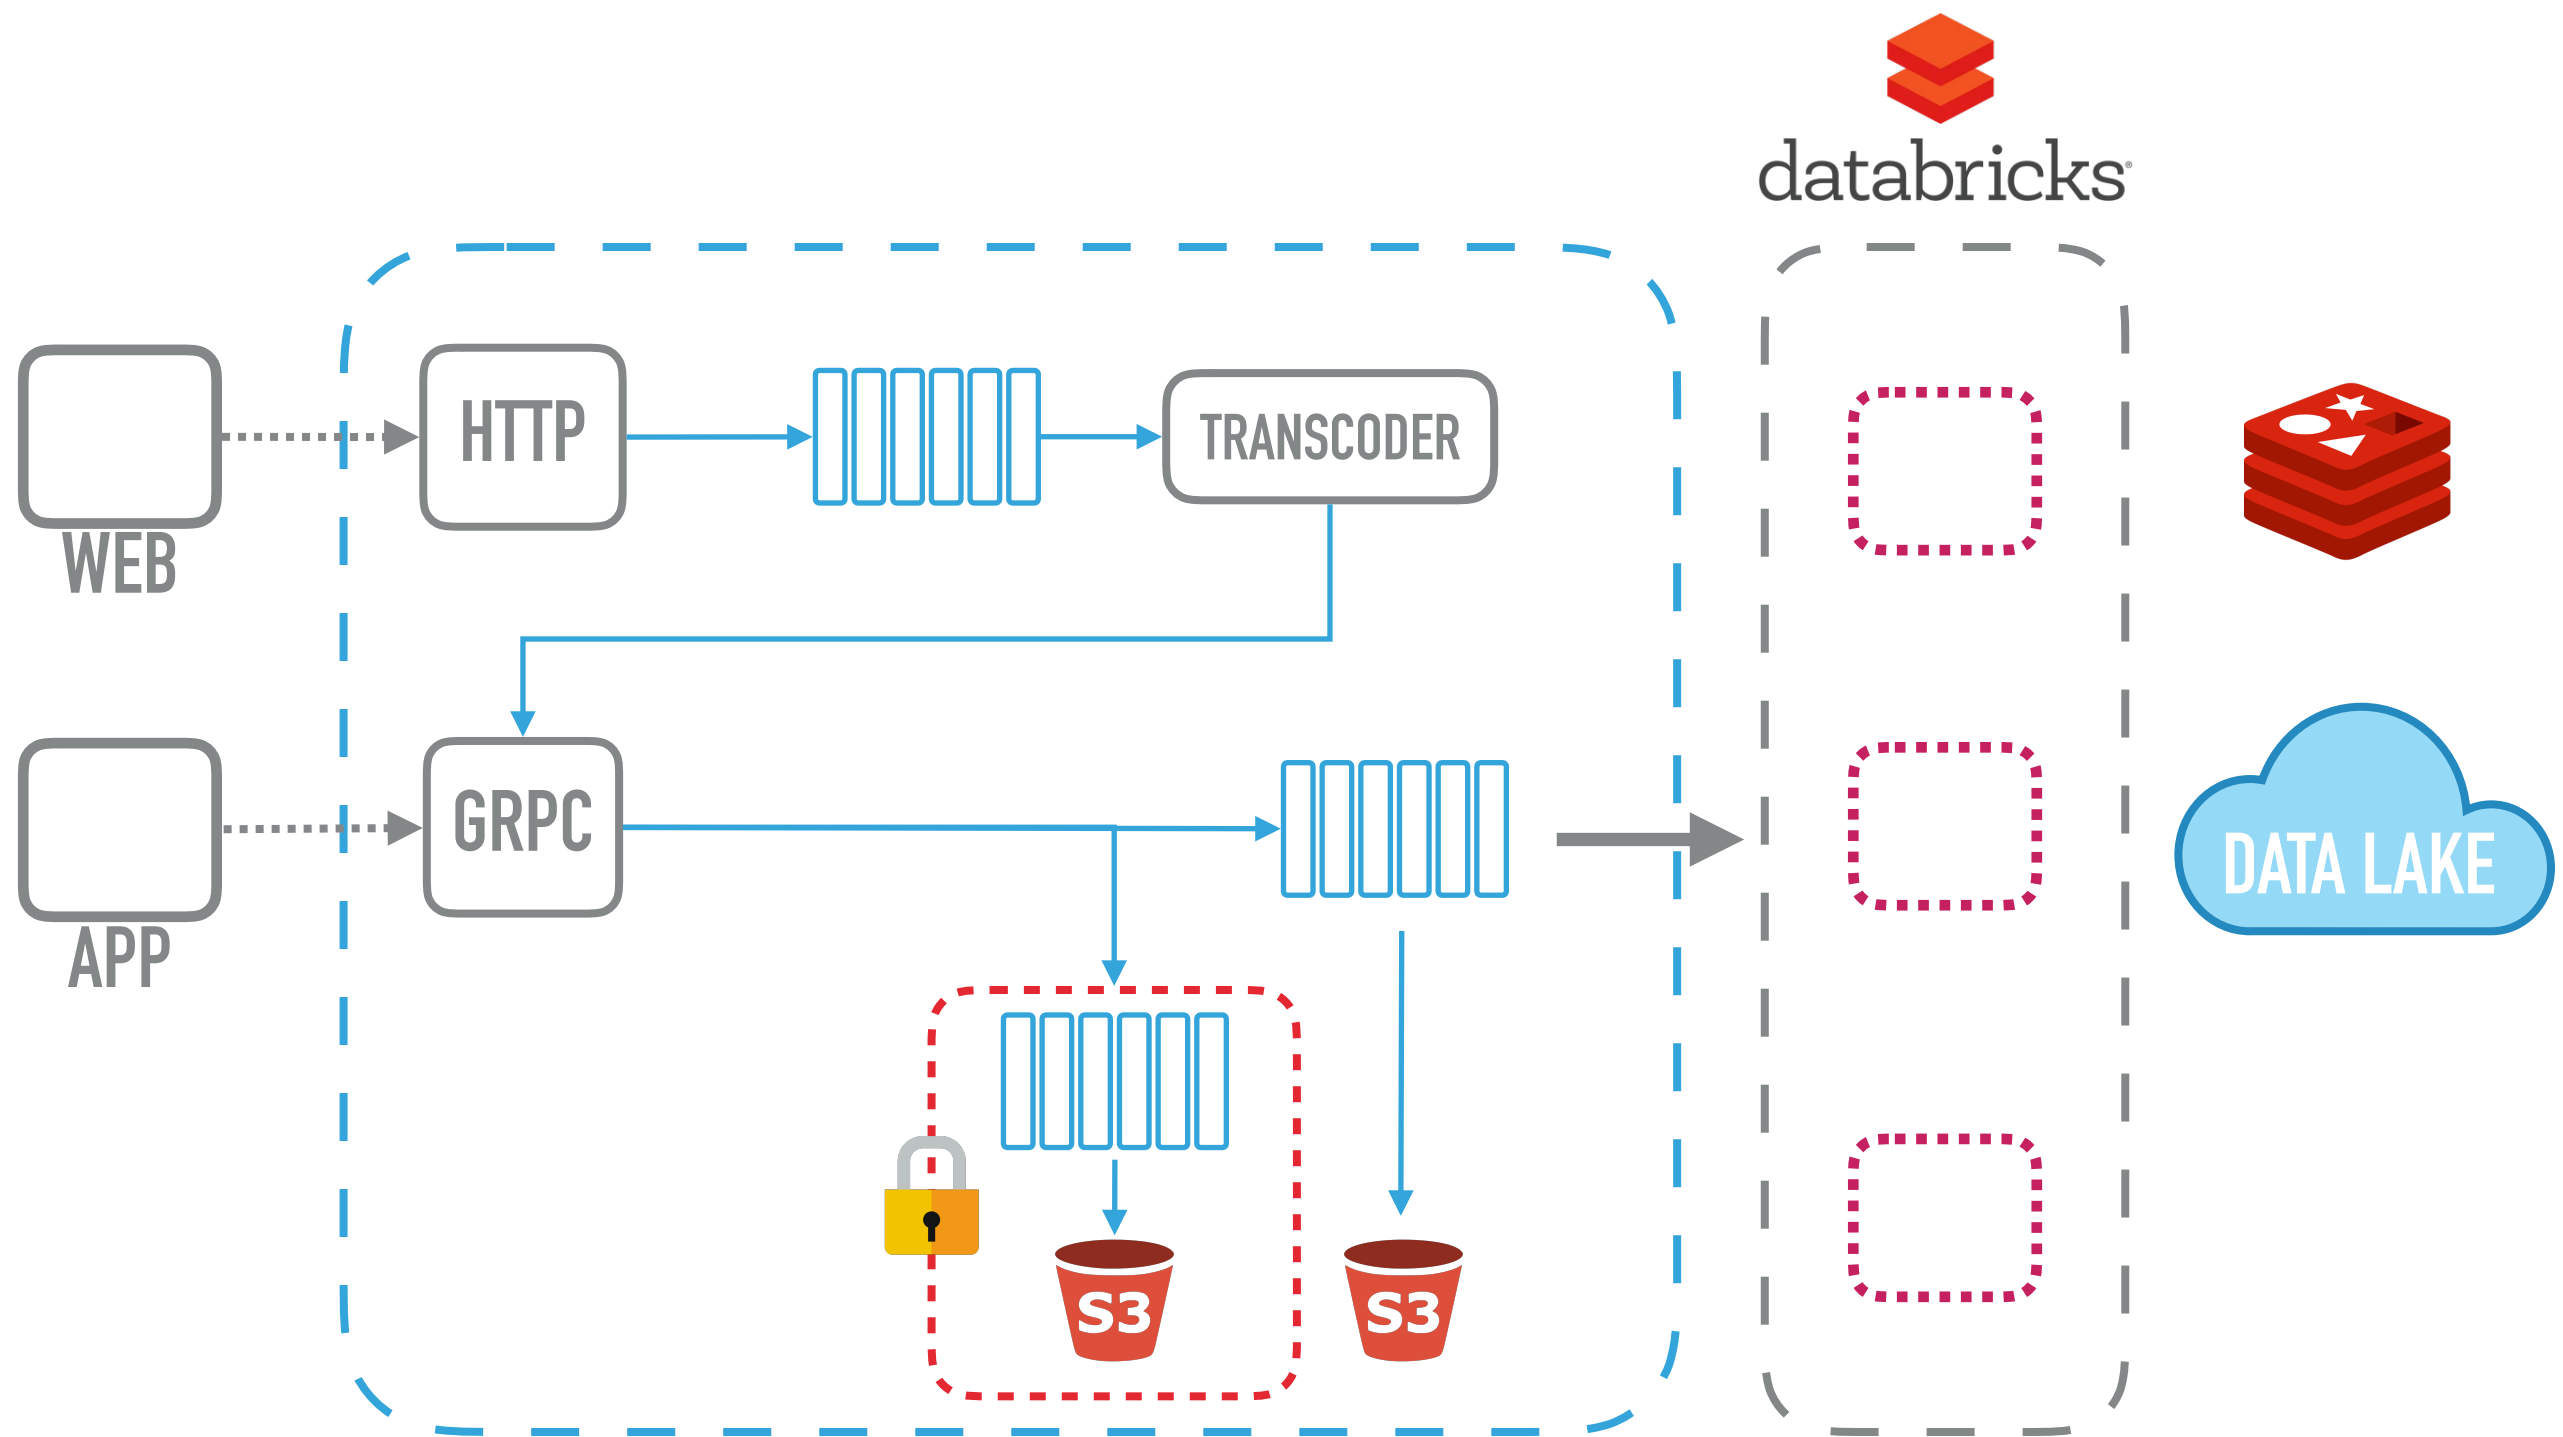 databricks®
HTTP
TRANSCODER
WEB
GRPC
DATA LAKE
APP
S3
S3